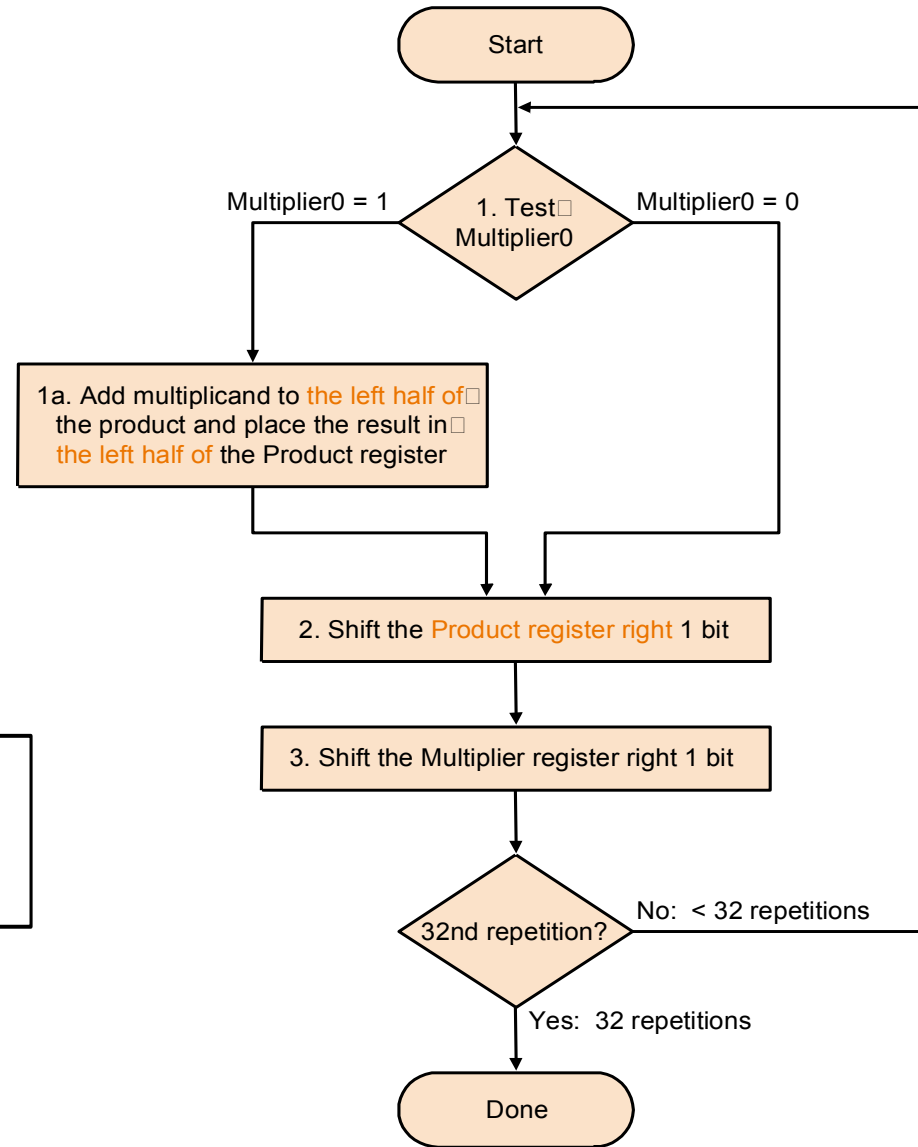 Start
Multiplier0 = 1
1. Test□
Multiplier0
Multiplier0 = 0
1a. Add multiplicand to the left half of□
the product and place the result in□
the left half of the Product register
2. Shift the Product register right 1 bit
3. Shift the Multiplier register right 1 bit
32nd repetition?
No:  < 32 repetitions
Yes:  32 repetitions
Done